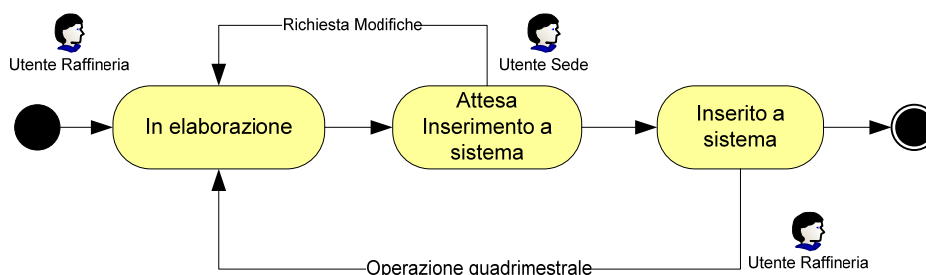 Richiesta Modifiche
Utente Raffineria
Utente Sede
In elaborazione
Attesa
Inserimento a
sistema
Inserito a
sistema
Utente Raffineria
Operazione quadrimestrale